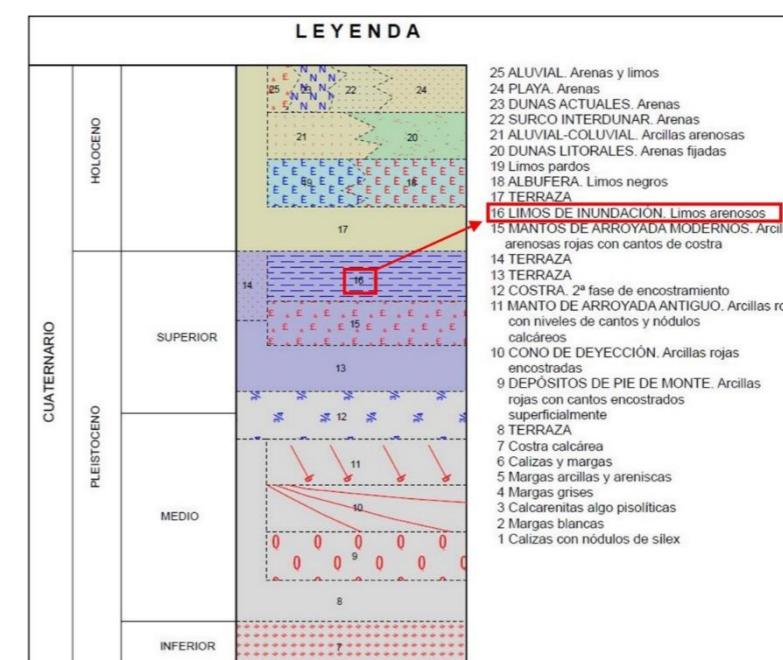 LEYENDA
CUATERNARIO
HOLOCENO
PLEISTOCENO
SUPERIOR
MEDIO
INFERIOR
25
23
22
24
21
20
19
18
17
14
16
15
13
12
11
10
9
8
7
25 ALUVIAL. Arenas y limos
24 PLAYA. Arenas
23 DUNAS ACTUALES. Arenas
22 SURCO INTERDUNAR. Arenas
21 ALUVIAL-COLUVIAL. Arcillas arenosas
20 DUNAS LITORALES. Arenas fijadas
19 Limos pardos
18 ALBUFERA. Limos negros
17 TERRAZA
16 LIMOS DE INUNDACIÓN. Limos arenosos
15 MANTOS DE ARROYADA MODERNOS. Arcil
arenosas rojas con cantos de costra
14 TERRAZA
13 TERRAZA
12 COSTRA. 2ª fase de encostramiento
11 MANTO DE ARROYADA ANTIGUO. Arcillas ro
con niveles de cantos y nódulos
calcáreos
10 CONO DE DEYECCIÓN. Arcillas rojas
encostradas
9 DEPÓSITOS DE PIE DE MONTE. Arcillas
rojas con cantos encostrados
superficialmente
8 TERRAZA
7 Costra calcárea
6 Calizas y margas
5 Margas arcillas y areniscas
4 Margas grises
3 Calcarenitas algo pisolíticas
2 Margas blancas
1 Calizas con nódulos de sílex